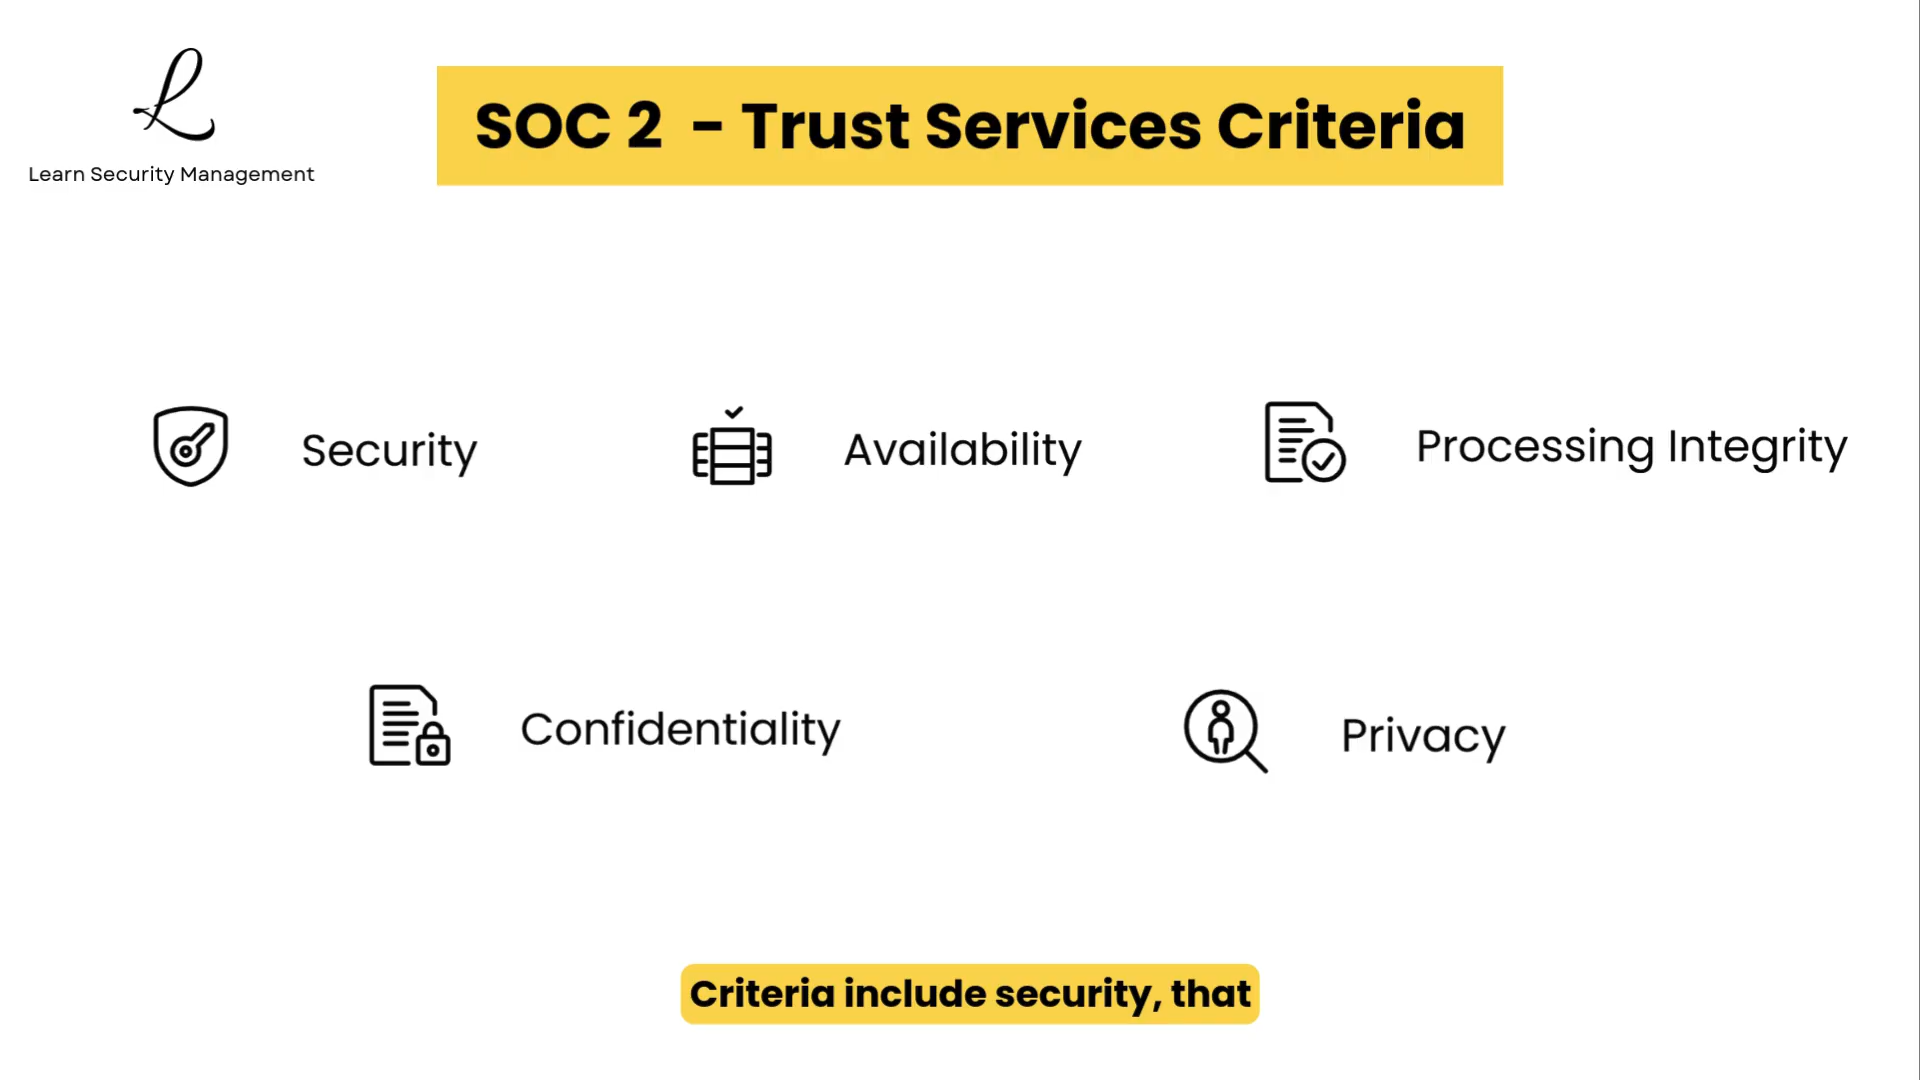 Learn Security Management
SOC 2 - Trust Services Criteria
Security
Availability
Processing Integrity
Confidentiality
Privacy
Criteria include security, that